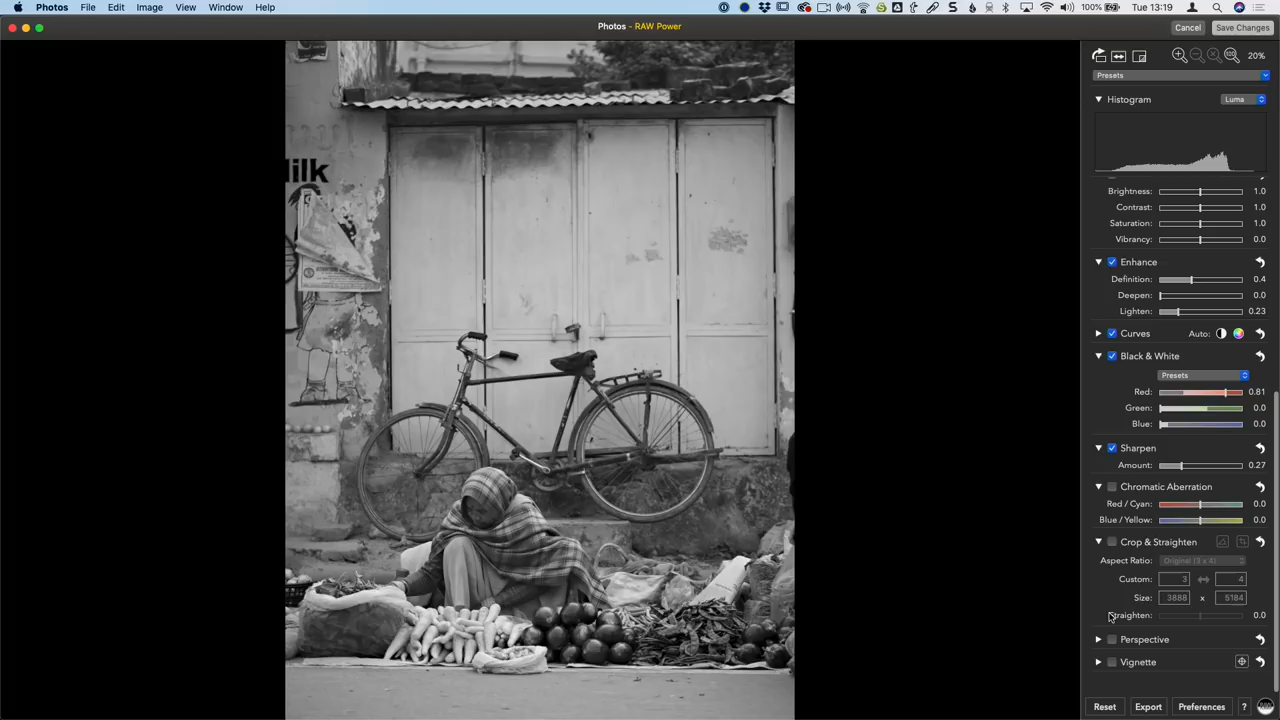 Photos File Edit Image View Window Help 100% Tue 13:19
Photos - RAW Power Cancel Save Changes
20%
Presets
Histogram Luma
Brightness: 1.0
Contrast: 1.0
Saturation: 1.0
Vibrancy: 0.0
Enhance
Definition: 0.4
Deepen: 0.0
Lighten: 0.23
Curves Auto:
Black & White
Presets
Red: 0.81
Green: 0.0
Blue: 0.0
Sharpen
Amount: 0.27
Chromatic Aberration
Red / Cyan: 0.0
Blue / Yellow: 0.0
Crop & Straighten
Aspect Ratio: Original (3 x 4)
Custom: 3 4
Size: 3888 x 5184
Straighten: 0.0
Perspective
Vignette
Reset Export Preferences ?
ilk